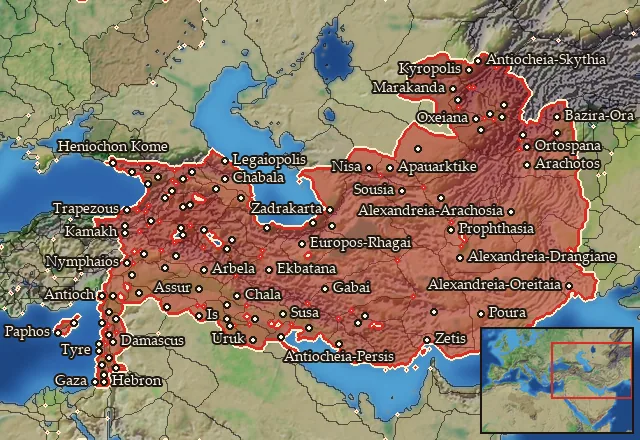 Antiocheia-Skythia
Kyropolis
Marakanda
Oxeiana
Bazira-Ora
Heniochon Kome
Ortospana
Legaiopolis
Nisa
Apauarktike
Arachotos
Chabala
Sousia
Trapezous
Zadrakarta
Alexandreia-Arachosia
Kamakh
Prophthasia
Europos-Rhagai
Nymphaios
Alexandreia-Drangiane
Arbela
Ekbatana
Assur
Gabai
Alexandreia-Oreitaia
Antioch
Chala
Is
Susa
Poura
Paphos
Uruk
Zetis
Damascus
Tyre
Antiocheia-Persis
Gaza
Hebron